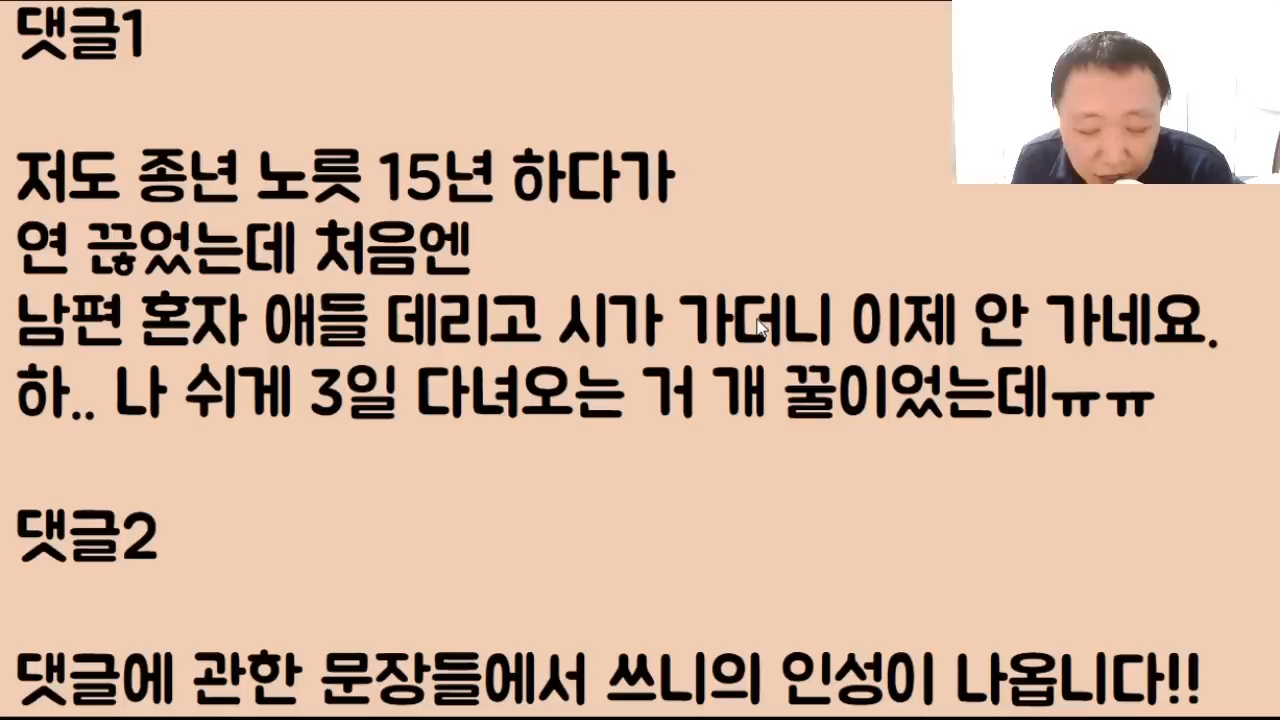 댓글1
저도 종년 노릇 15년 하다가
연 끊었는데 처음엔
남편 혼자 애들 데리고 시가 가더니 이제 안 가네요.
하.. 나 쉬게 3일 다녀오는 거 개 꿀이었는데ㅠㅠ
댓글2
댓글에 관한 문장들에서 쓰니의 인성이 나옵니다!!